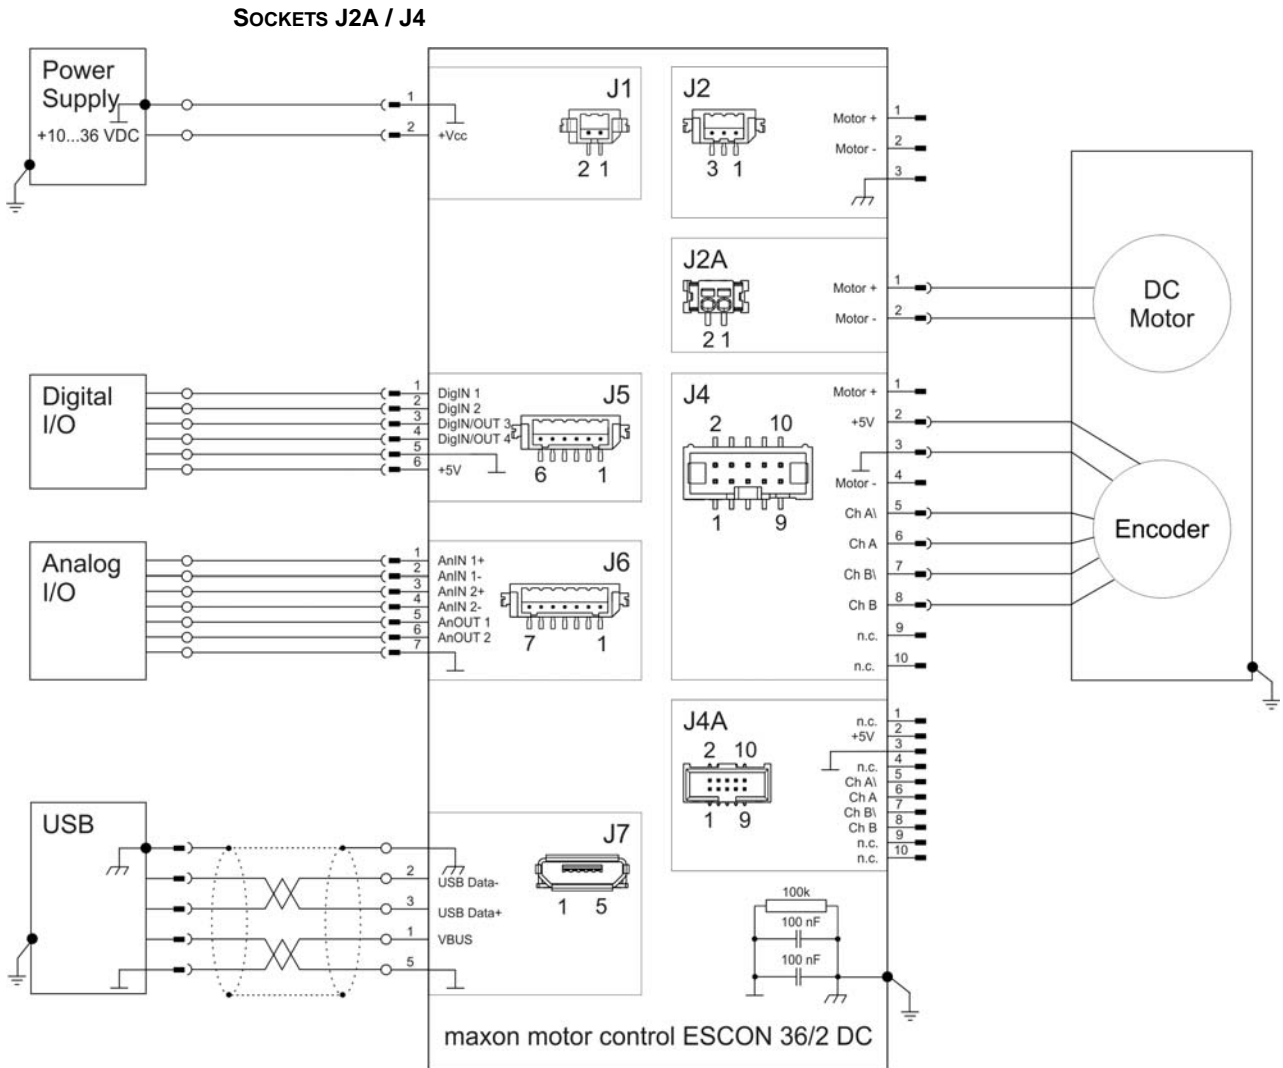 SOCKETS J2A / J4
Power
Supply
+10...36 VDC
1
2
+Vcc
J1
2 1
J2
3 1
Motor +
Motor -
1
2
3
J2A
2 1
Motor +
Motor -
1
2
DC
Motor
Digital
I/O
1
2
3
4
5
6
DigIN 1
DigIN 2
DigIN/OUT 3
DigIN/OUT 4
+5V
J5
6 1
J4
2 10
1 9
Motor +
+5V
Motor -
Ch A\
Ch A
Ch B\
Ch B
n.c.
n.c.
1
2
3
4
5
6
7
8
9
10
Encoder
Analog
I/O
1
2
3
4
5
6
7
AnIN 1+
AnIN 1-
AnIN 2+
AnIN 2-
AnOUT 1
AnOUT 2
J6
7 1
J4A
2 10
1 9
n.c.
+5V
n.c.
Ch A\
Ch A
Ch B\
Ch B
n.c.
n.c.
1
2
3
4
5
6
7
8
9
10
USB
2
3
1
5
USB Data-
USB Data+
VBUS
J7
1 5
100k
100 nF
100 nF
maxon motor control ESCON 36/2 DC